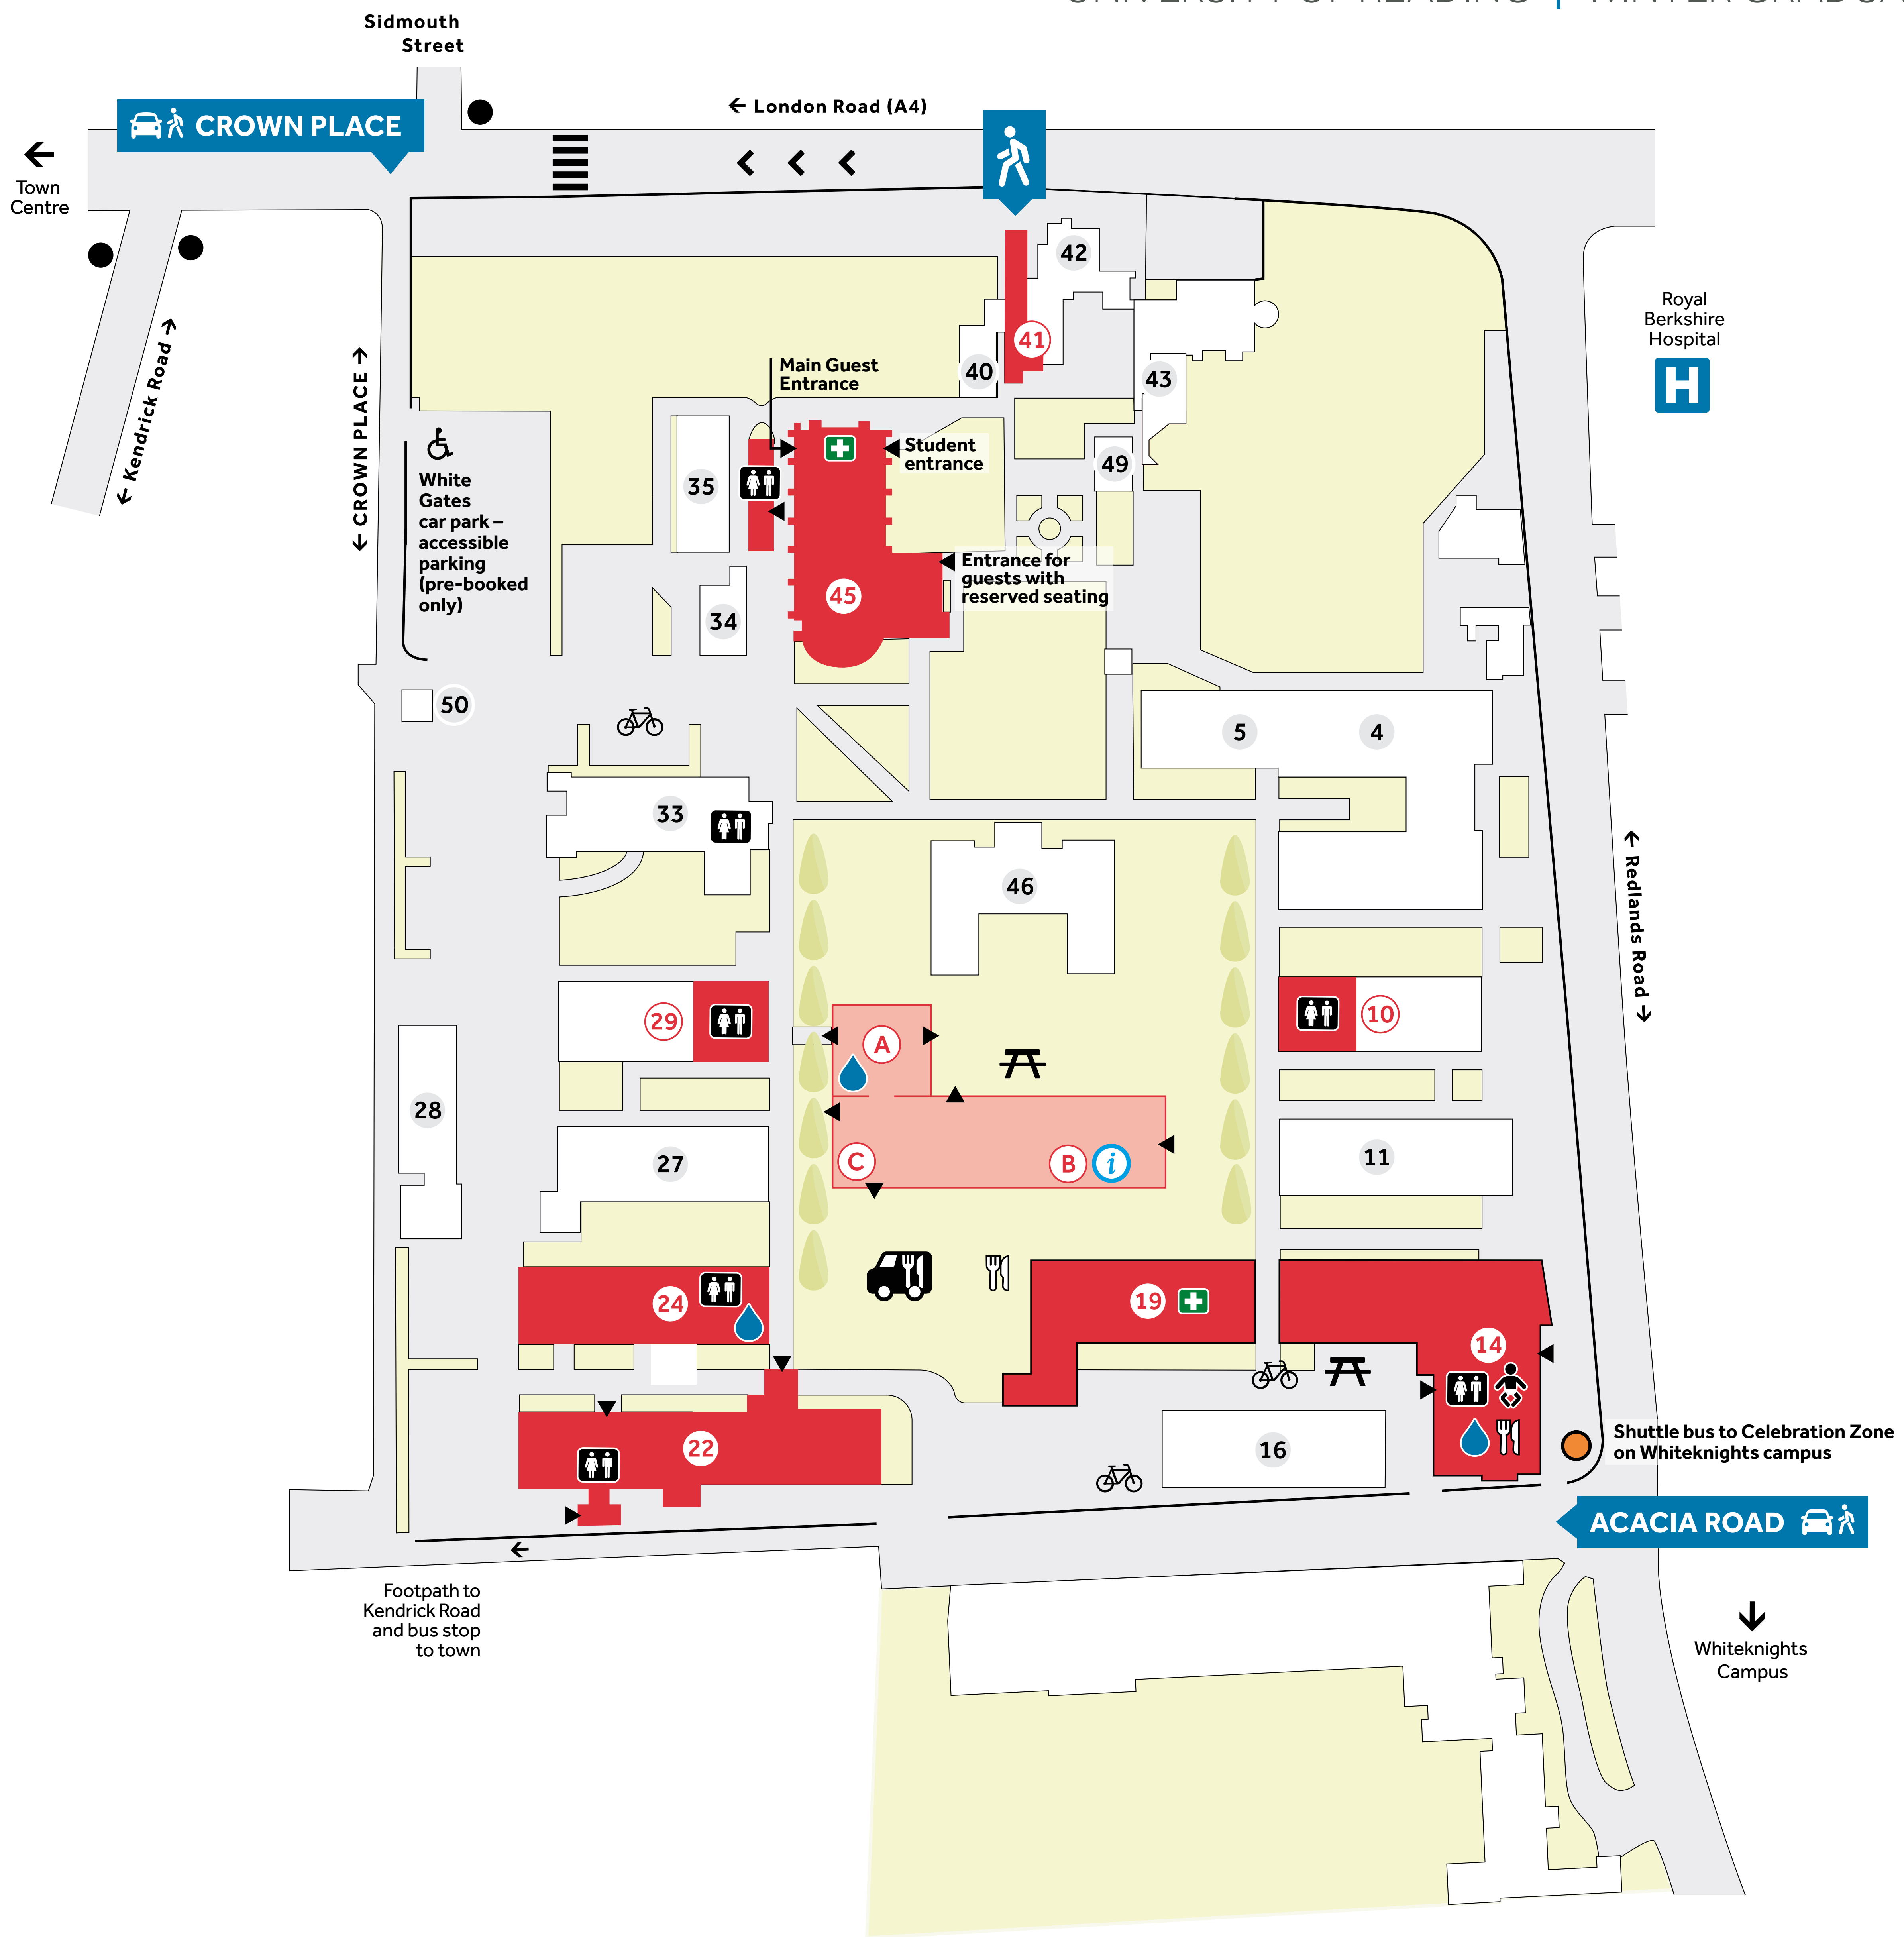 Sidmouth
Street
← London Road (A4)
CROWN PLACE
← Town
Centre
← Kendrick Road →
← CROWN PLACE →
42
41
40
43
Royal
Berkshire
Hospital
H
Main Guest
Entrance
Student
entrance
White
Gates
car park –
accessible
parking
(pre-booked
only)
35
49
Entrance for
guests with
reserved seating
45
34
50
5
4
33
46
← Redlands Road →
29
10
A
28
27
C
B
i
11
24
19
14
22
16
Shuttle bus to Celebration Zone
on Whiteknights campus
ACACIA ROAD
←
Footpath to
Kendrick Road
and bus stop
to town
↓
Whiteknights
Campus